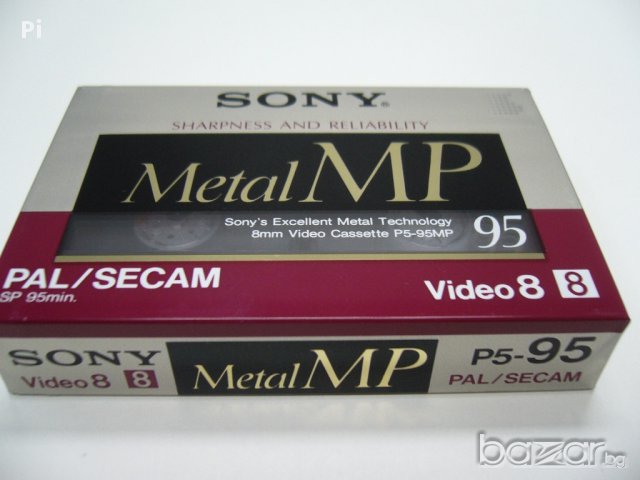 Pi
SONY®
SHARPNESS AND RELIABILITY
Metal MP
Sony's Excellent Metal Technology
8mm Video Cassette P5-95MP
95
PAL/SECAM
SP 95min.
Video 8 8
SONY
Video 8 8
Metal MP
P5-95
PAL/SECAM
bazar.bg